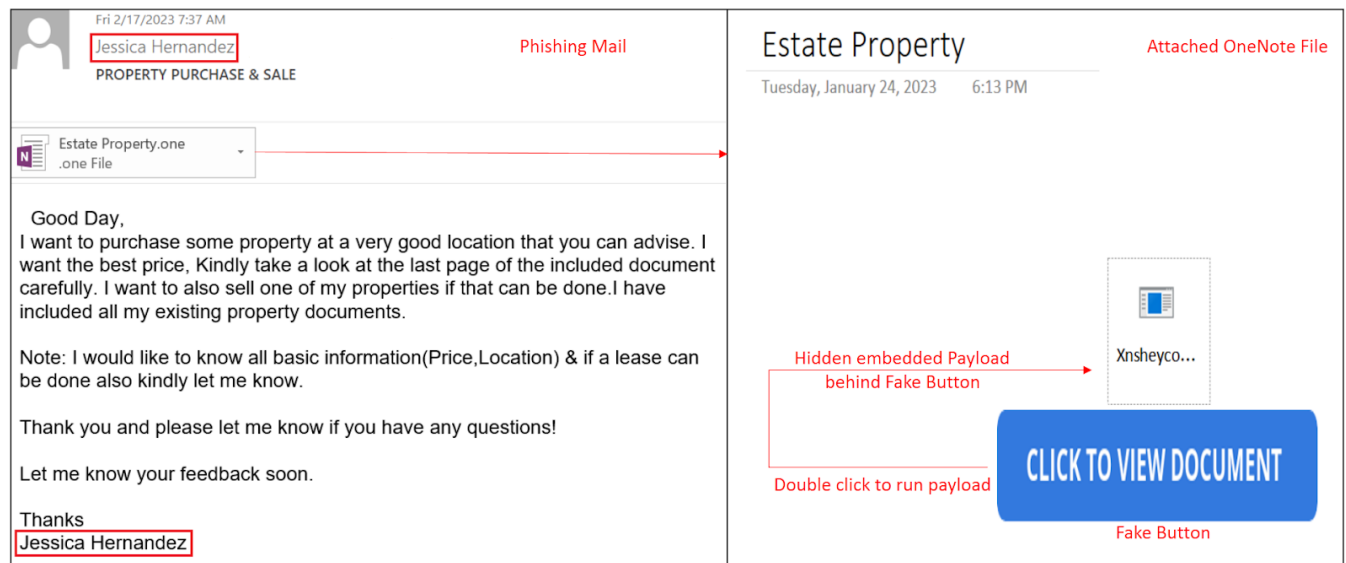 Fri 2/17/2023 7:37 AM
Jessica Hernandez
Phishing Mail
PROPERTY PURCHASE & SALE
Estate Property.one
.one File
Good Day,
I want to purchase some property at a very good location that you can advise. I
want the best price, Kindly take a look at the last page of the included document
carefully. I want to also sell one of my properties if that can be done.I have
included all my existing property documents.
Note: I would like to know all basic information(Price,Location) & if a lease can
be done also kindly let me know.
Thank you and please let me know if you have any questions!
Let me know your feedback soon.
Thanks
Jessica Hernandez
Estate Property
Attached OneNote File
Tuesday, January 24, 2023 6:13 PM
Xnsheyco...
Hidden embedded Payload
behind Fake Button
CLICK TO VIEW DOCUMENT
Double click to run payload
Fake Button